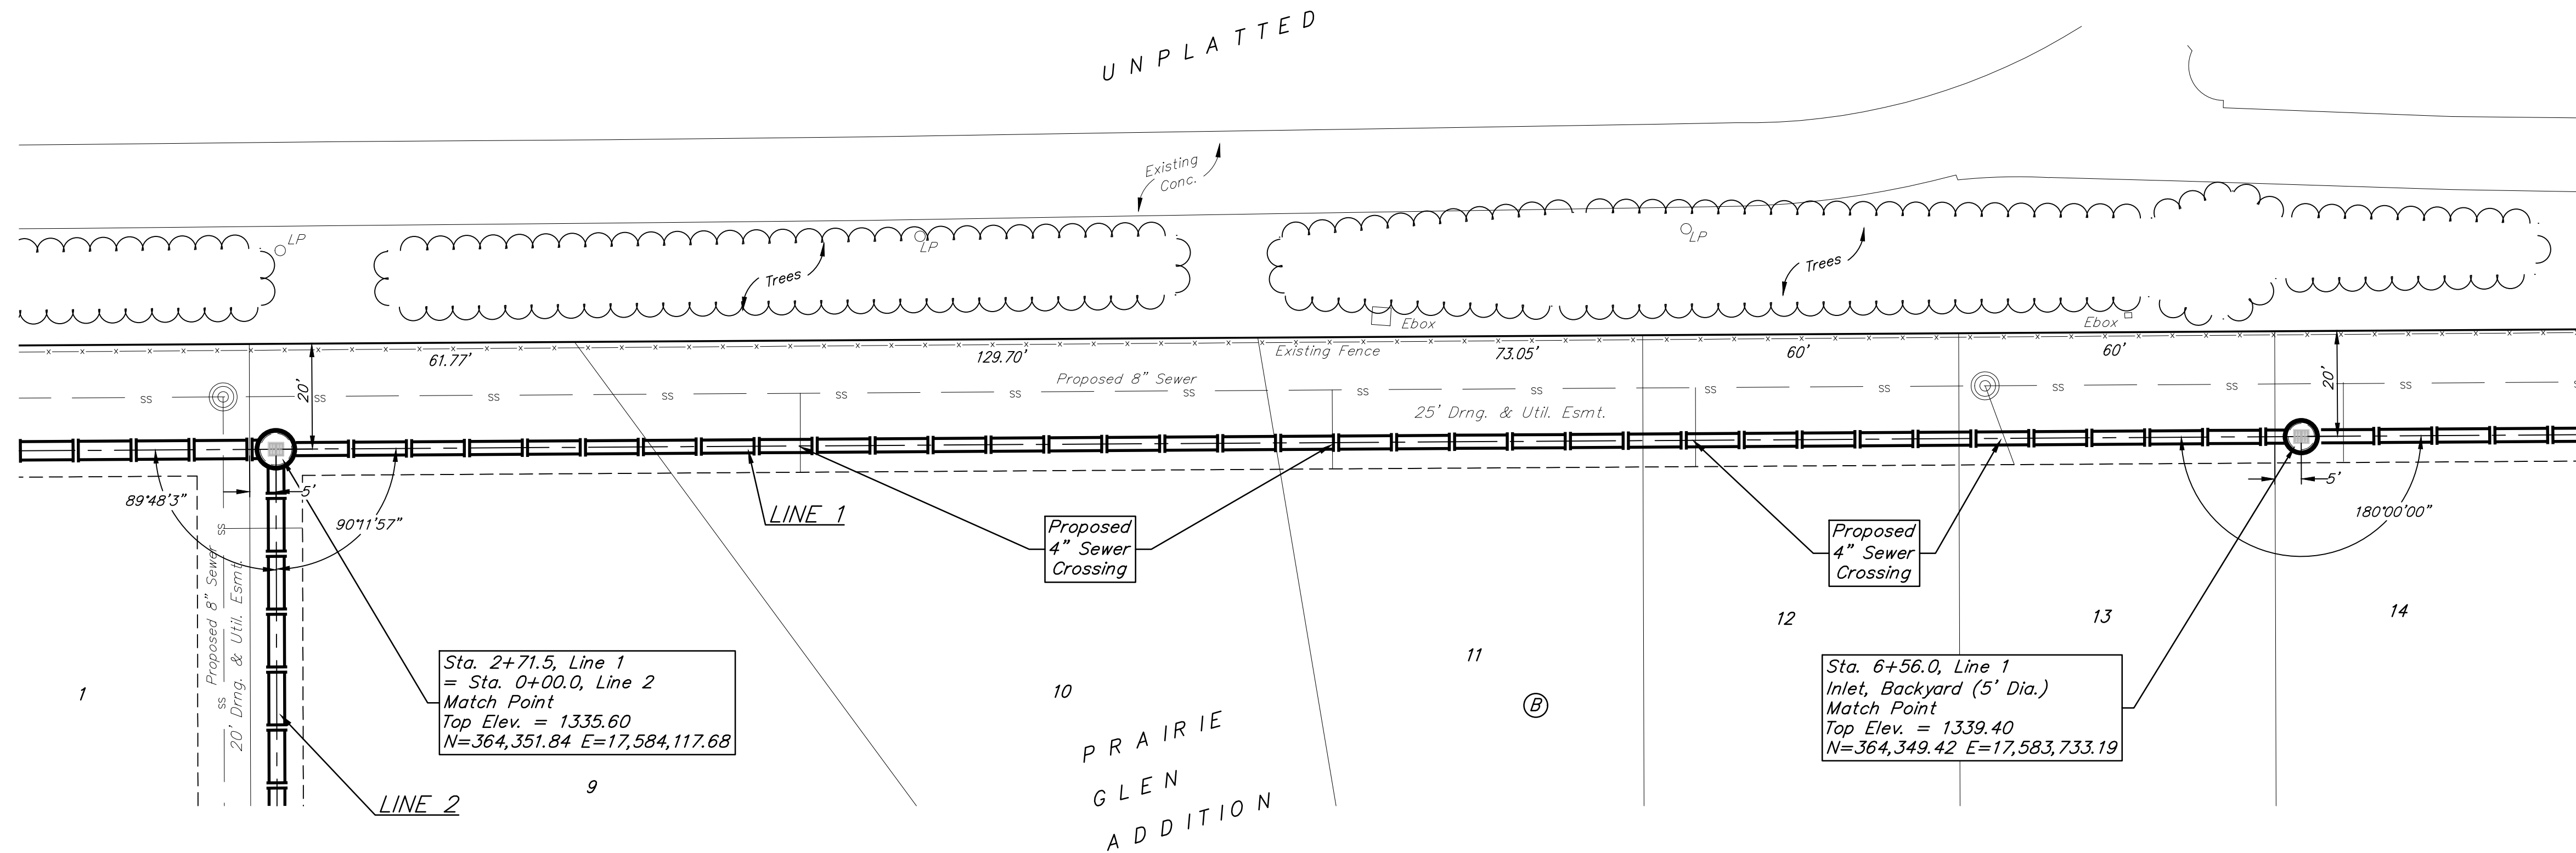 UNPLATTED
Existing
Conc.
LP
LP
LP
Trees
Trees
Ebox
Ebox
61.77'
129.70'
Existing Fence
73.05'
60'
60'
20'
20'
Proposed 8" Sewer
SS SS SS SS SS SS SS SS SS SS SS SS SS SS
25' Drng. & Util. Esmt.
89°48'3"
5'
90°11'57"
LINE 1
Proposed
4" Sewer
Crossing
Proposed
4" Sewer
Crossing
5'
180°00'00"
SS
SS
Proposed 8" Sewer
20' Drng. & Util. Esmt.
1
Sta. 2+71.5, Line 1
= Sta. 0+00.0, Line 2
Match Point
Top Elev. = 1335.60
N=364,351.84 E=17,584,117.68
LINE 2
9
10
11
B
12
13
14
Sta. 6+56.0, Line 1
Inlet, Backyard (5' Dia.)
Match Point
Top Elev. = 1339.40
N=364,349.42 E=17,583,733.19
PRAIRIE
GLEN
ADDITION